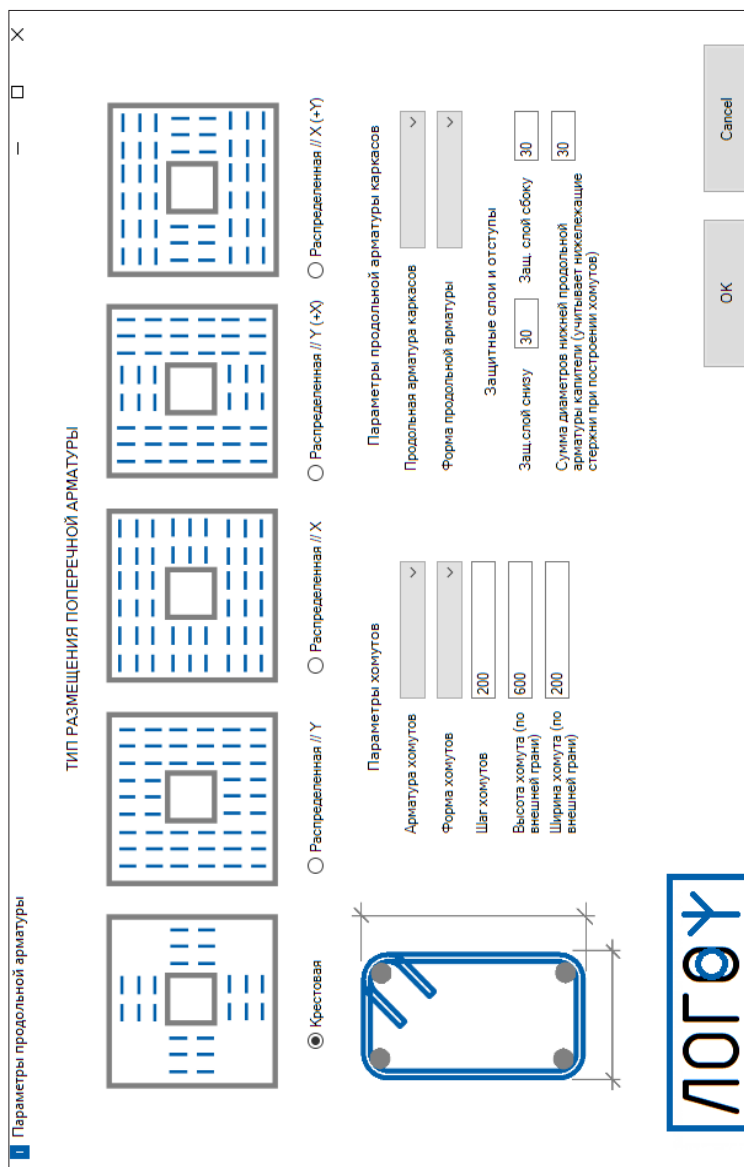 Параметры продольной арматуры
ТИП РАЗМЕЩЕНИЯ ПОПЕРЕЧНОЙ АРМАТУРЫ
Крестовая
Распределенная // Y
Распределенная // X
Распределенная // Y (+X)
Распределенная // X (+Y)
Параметры хомутов
Арматура хомутов
Форма хомутов
Шаг хомутов
200
Высота хомута (по
внешней грани)
600
Ширина хомута (по
внешней грани)
200
Параметры продольной арматуры каркасов
Продольная арматура каркасов
Форма продольной арматуры
Защитные слои и отступы
Защ.слой снизу
30
Защ. слой сбоку
30
Сумма диаметров нижней продольной
арматуры капители (учитывает нижележащие
стержни при построении хомутов)
30
ЛОГОУ
OK
Cancel